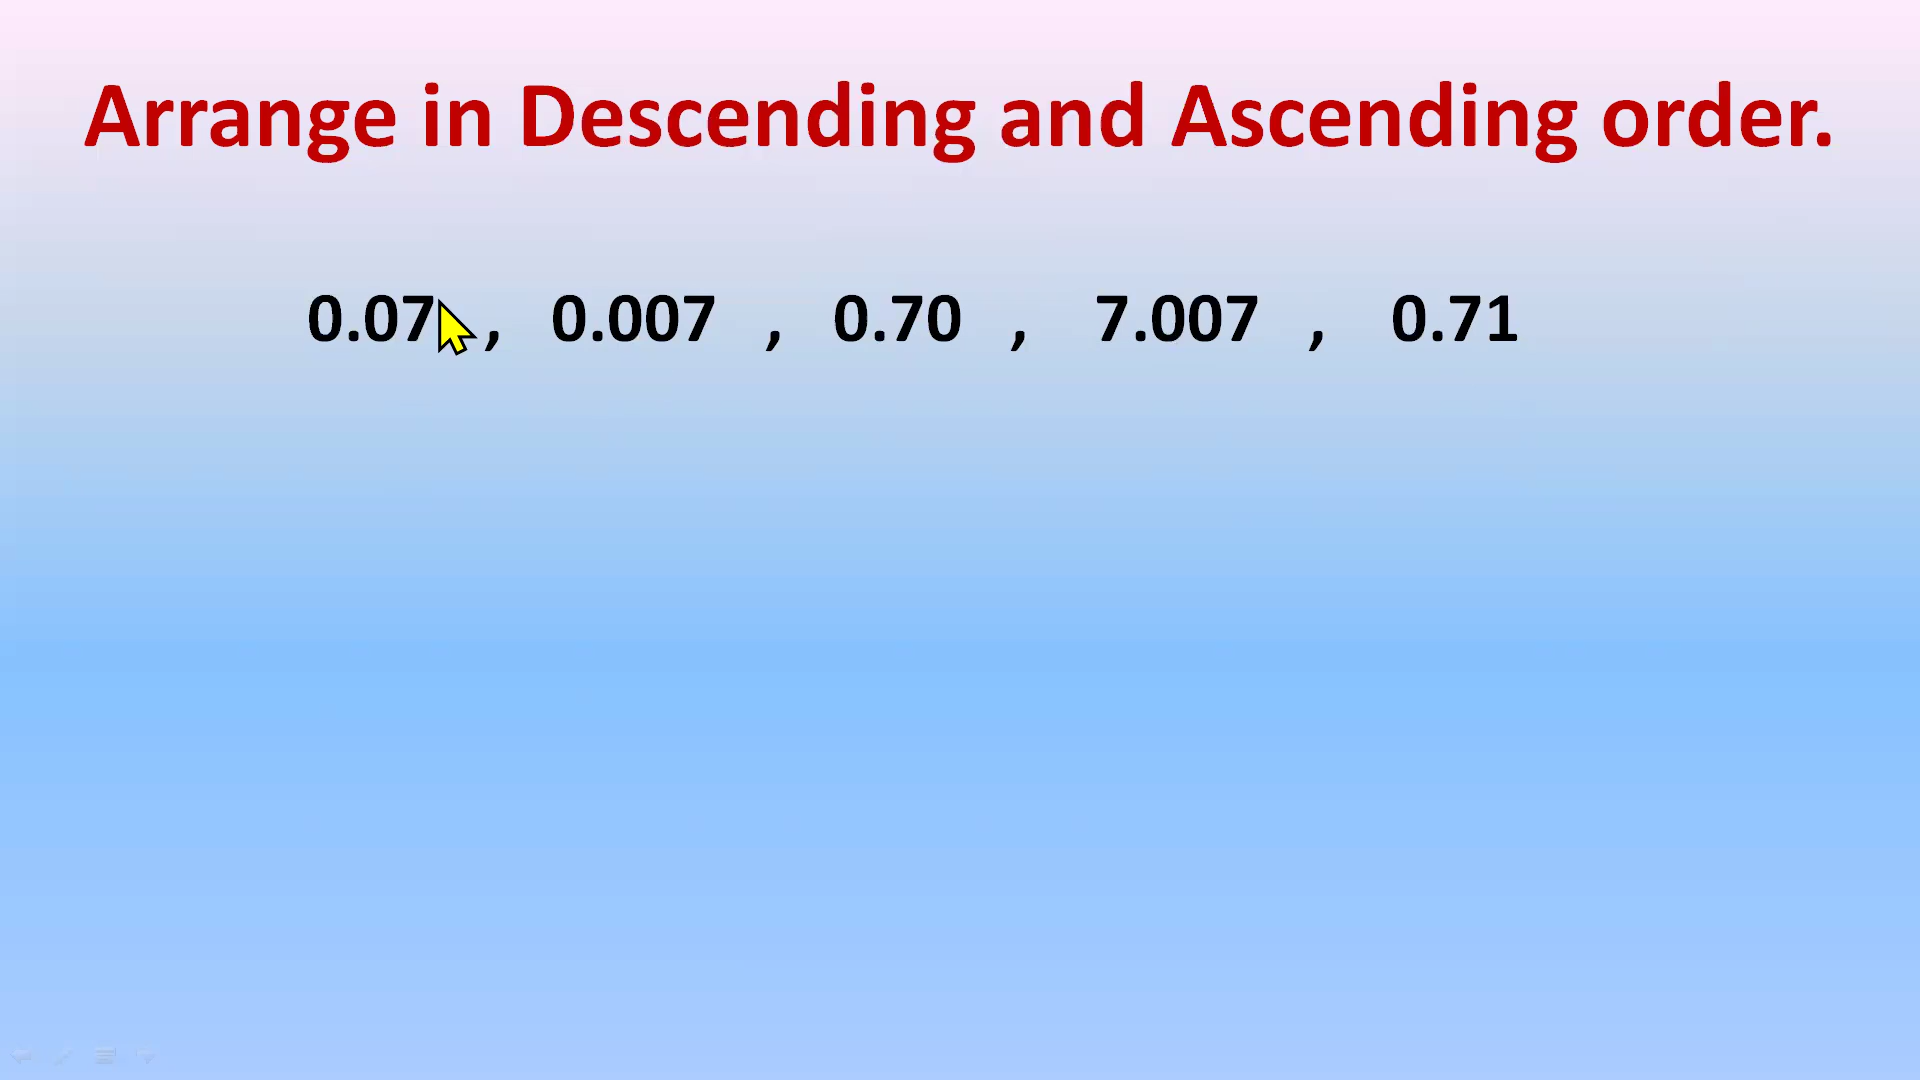 Arrange in Descending and Ascending order.
0.07 , 0.007 , 0.70 , 7.007 , 0.71